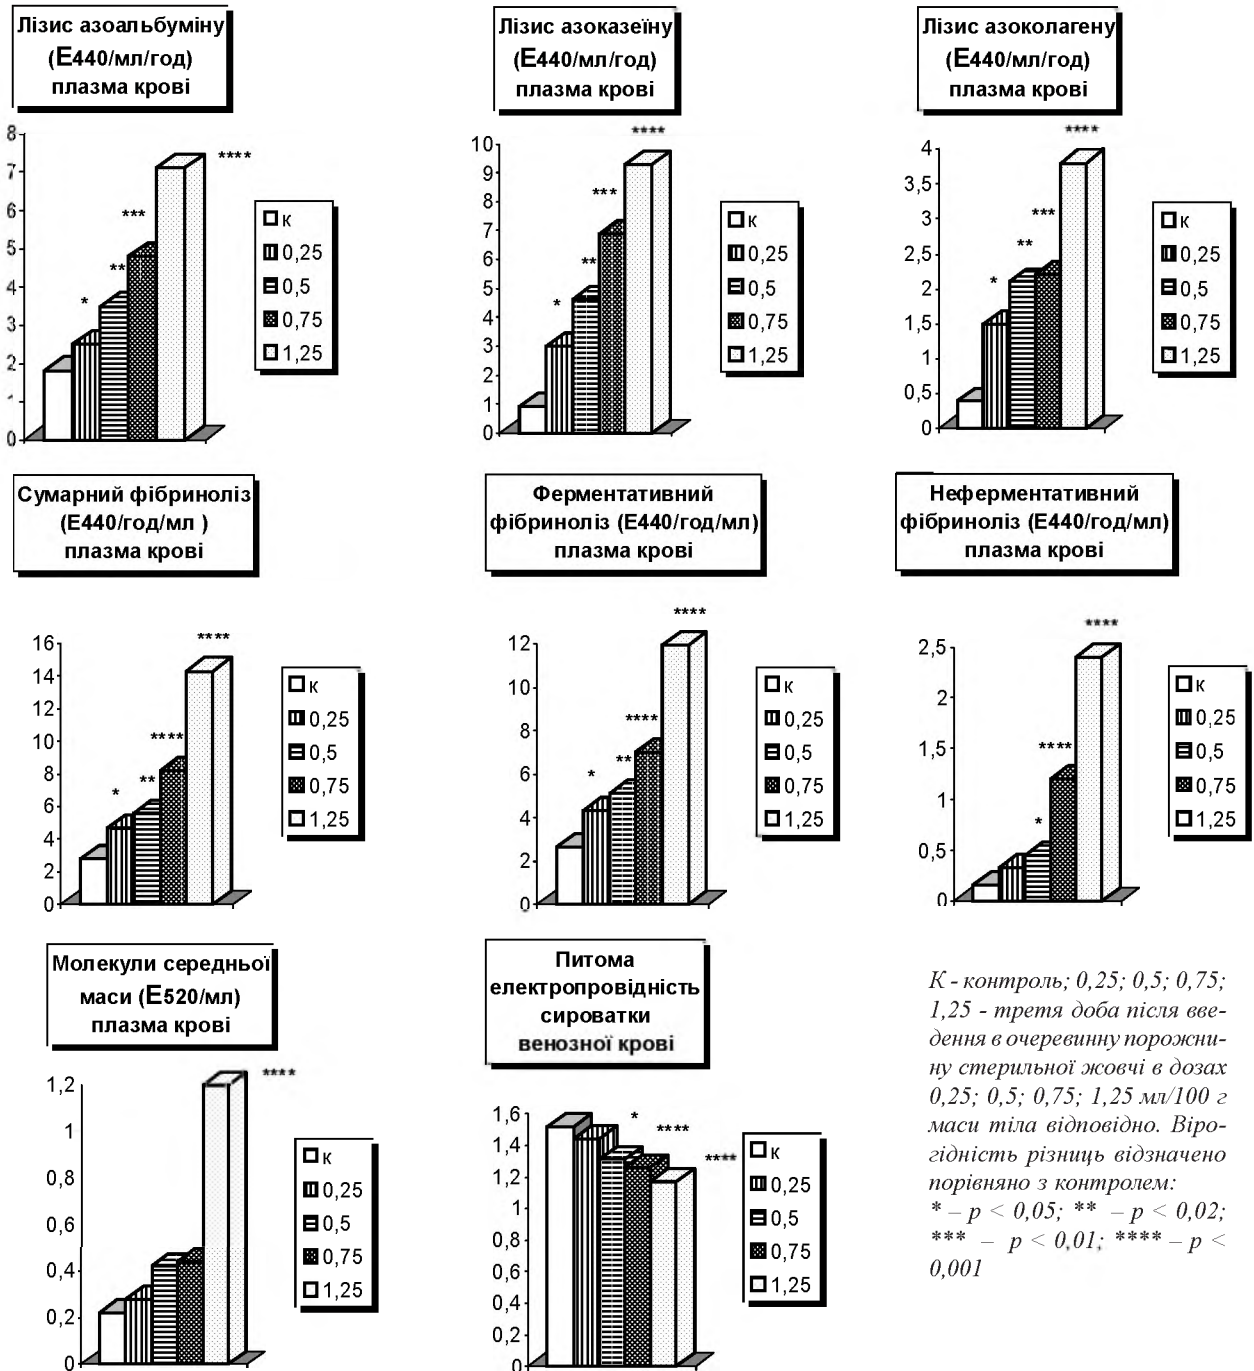 Лізис азоальбуміну
(Е440/мл/год)
плазма крові
8
7
6
5
4
3
2
0
*
**
***
****
к
0,25
0,5
0,75
1,25
Лізис азоказеїну
(Е440/мл/год)
плазма крові
10
9
8
7
6
5
4
3
2
1
0
*
**
***
****
к
0,25
0,5
0,75
1,25
Лізис азоколагену
(Е440/мл/год)
плазма крові
4
3,5
3
2,5
2
1,5
1
0,5
0
*
**
***
****
к
0,25
0,5
0,75
1,25
Сумарний фібриноліз
(Е440/год/мл )
плазма крові
16
14
12
10
8
6
4
2
0
*
**
****
****
к
0,25
0,5
0,75
1,25
Ферментативний
фібриноліз (Е440/год/мл)
плазма крові
12
10
8
6
4
2
0
*
**
****
****
к
0,25
0,5
0,75
1,25
Неферментативний
фібриноліз (Е440/год/мл)
плазма крові
2,5
2
1,5
1
0,5
0
*
****
****
к
0,25
0,5
0,75
1,25
Молекули середньої
маси (Е520/мл)
плазма крові
1,2
1
0,8
0,6
0,4
0,2
0
****
к
0,25
0,5
0,75
1,25
Питома
електропровідність
сироватки
венозної крові
1,6
1,4
1,2
1
0,8
0,6
0,4
0,2
0
*
****
****
к
0,25
0,5
0,75
1,25
К - контроль; 0,25; 0,5; 0,75;
1,25 - третя доба після вве-
дення в очеревинну порожни-
ну стерильної жовчі в дозах
0,25; 0,5; 0,75; 1,25 мл/100 г
маси тіла відповідно. Віро-
гідність різниць відзначено
порівняно з контролем:
* – p < 0,05; ** – p < 0,02;
*** – p < 0,01; **** – p <
0,001